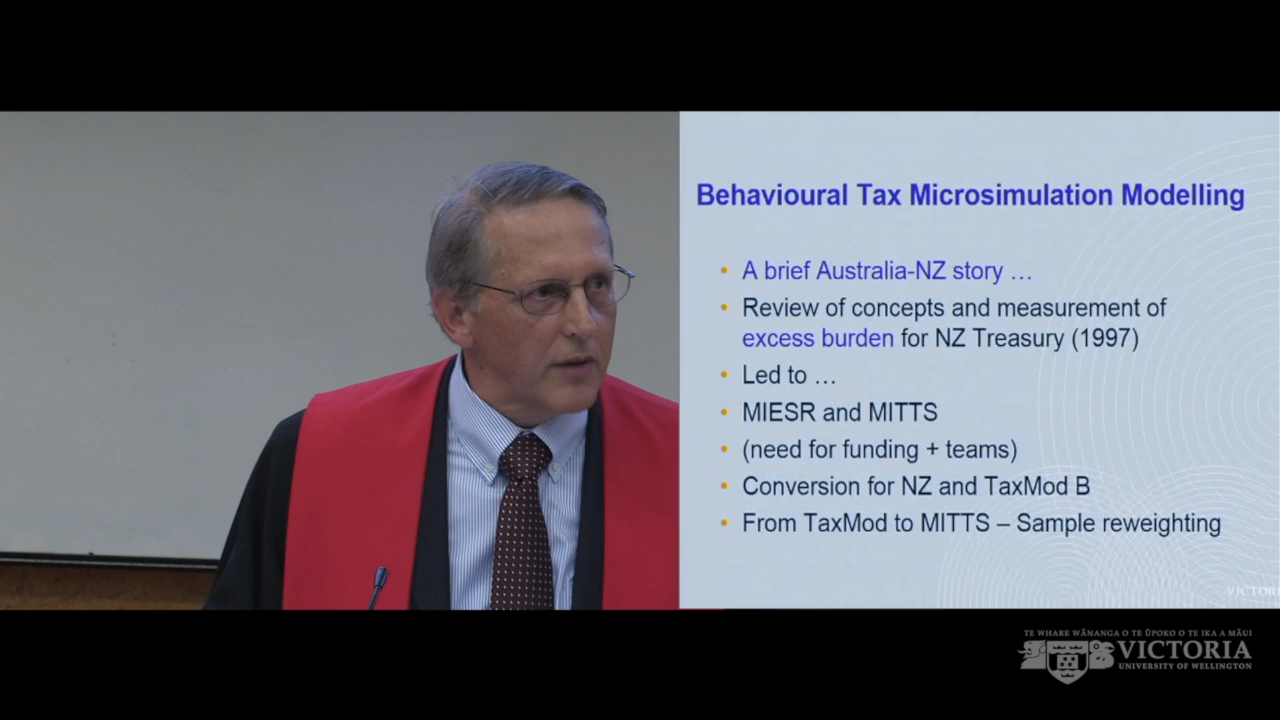 Behavioural Tax Microsimulation Modelling
• A brief Australia-NZ story …
• Review of concepts and measurement of
excess burden for NZ Treasury (1997)
• Led to …
• MIESR and MITTS
• (need for funding + teams)
• Conversion for NZ and TaxMod B
• From TaxMod to MITTS – Sample reweighting
VICTORI
TE WHARE WĀNANGA O TE ŪPOKO O TE IKA A MĀUI
VICTORIA
UNIVERSITY OF WELLINGTON